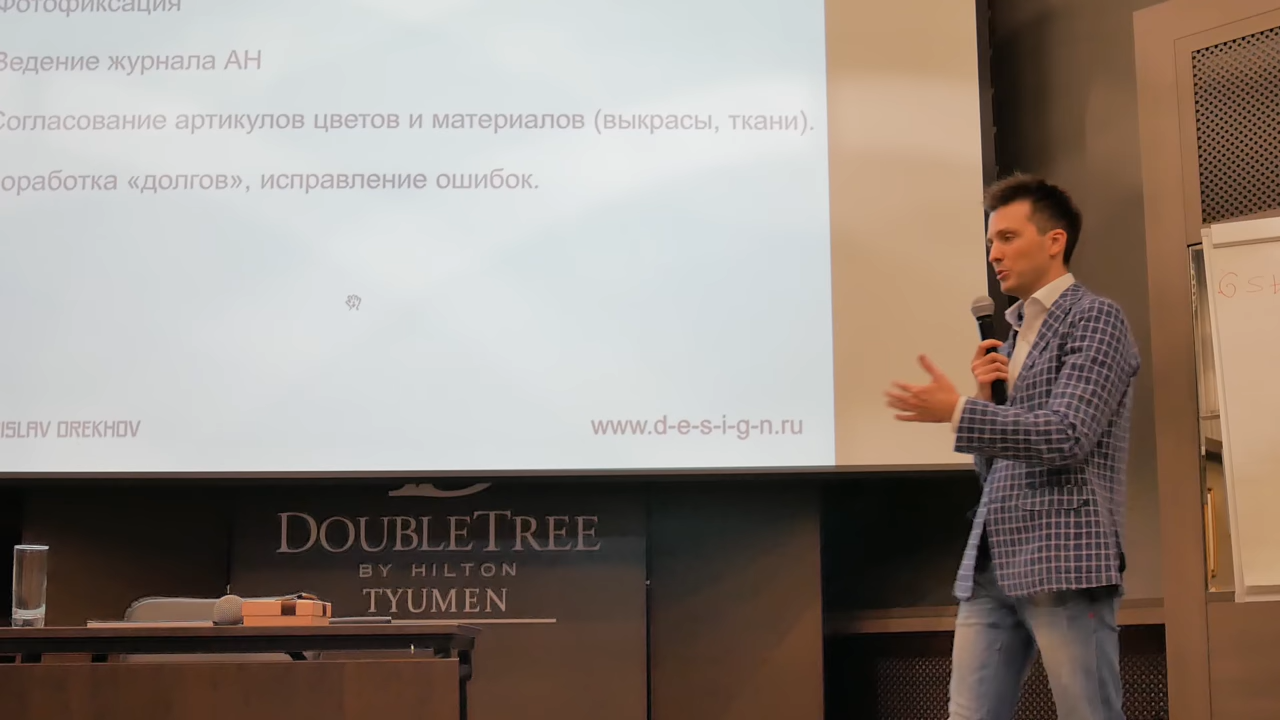 Фотофиксация
Ведение журнала АН
Согласование артикулов цветов и материалов (выкрасы, ткани).
оработка «долгов», исправление ошибок.
ISLAV OREKHOV
www.d-e-s-i-g-n.ru
DOUBLETREE
BY HILTON
TYUMEN